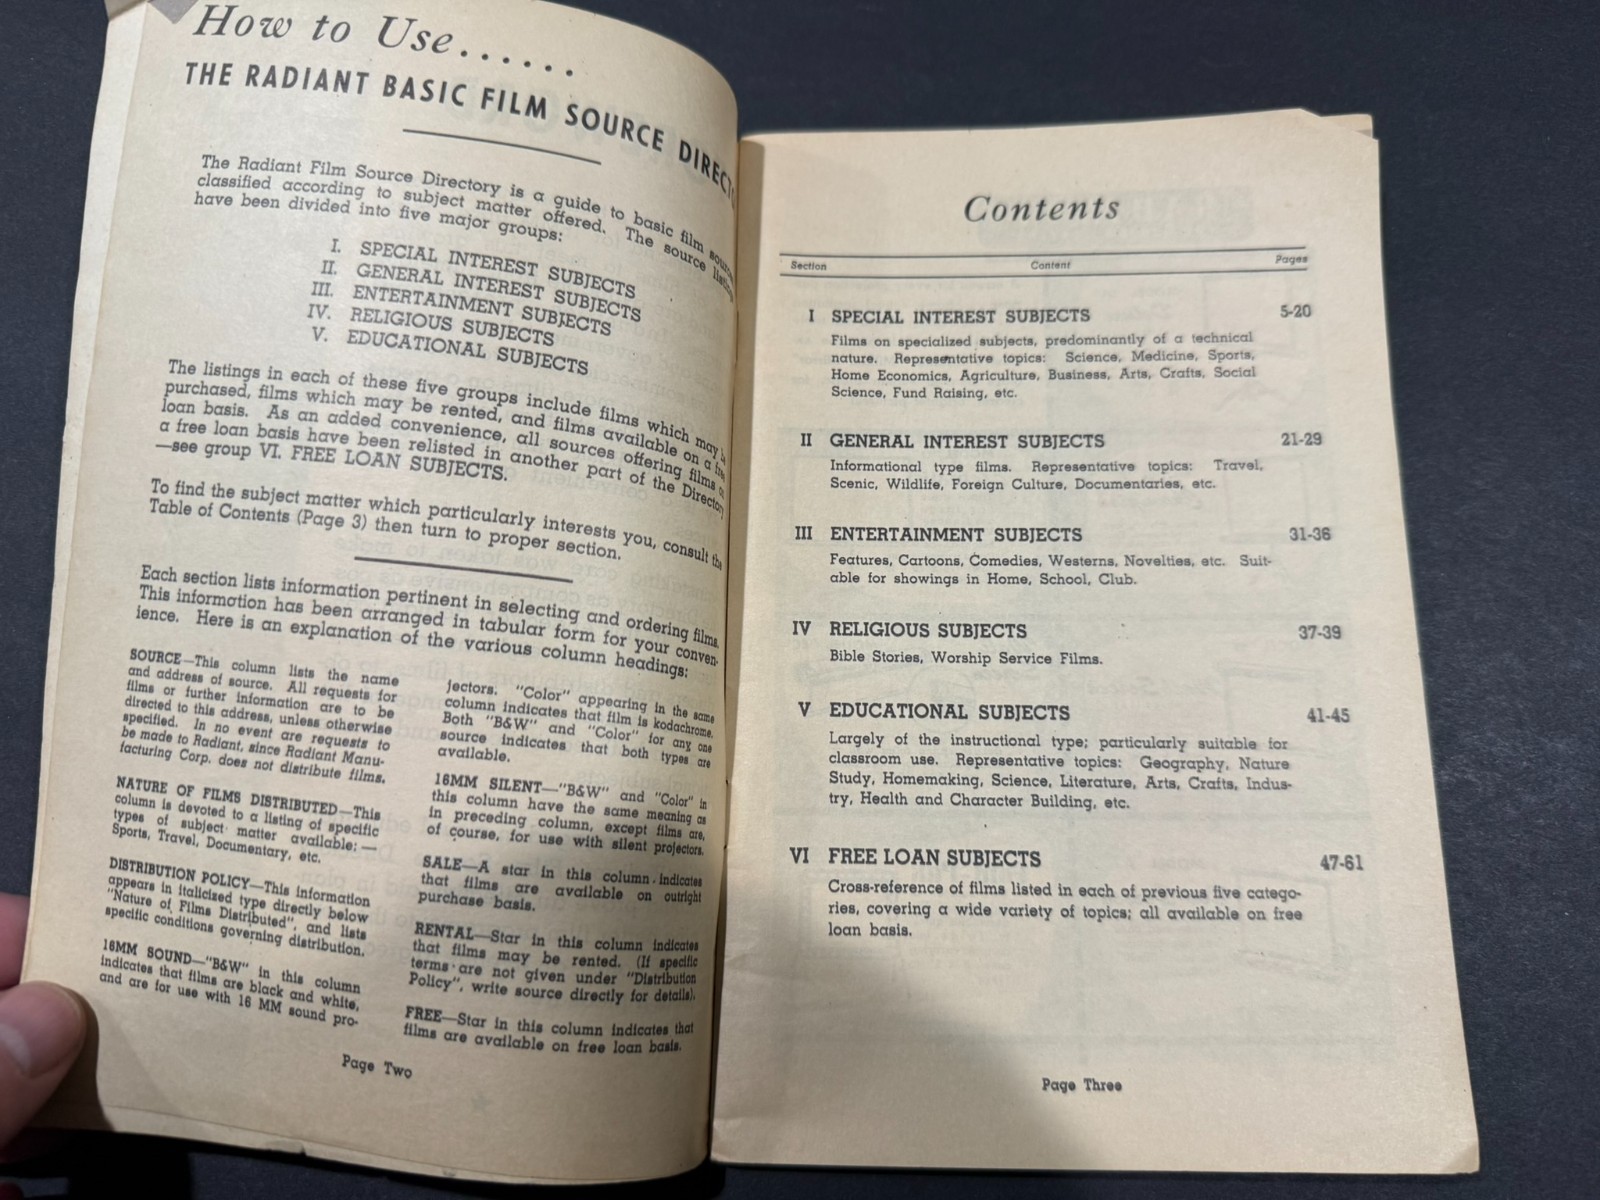 How to Use......
THE RADIANT BASIC FILM SOURCE
The Radiant Film Source Directory is a guide to basic film
classified according to subject matter offered. The source
have been divided into five major groups:
I. SPECIAL INTEREST SUBJECTS
II. GENERAL INTEREST SUBJECTS
III. ENTERTAINMENT SUBJECTS
IV. RELIGIOUS SUBJECTS
V. EDUCATIONAL SUBJECTS
The listings in each of these five groups include films which may
purchased, films which may be rented, and films available on a free
loan basis. As an added convenience, all sources offering films on
a free loan basis have been relisted in another part of the Directory
—see group VI. FREE LOAN SUBJECTS.
To find the subject matter which particularly interests you, consult the
Table of Contents (Page 3) then turn to proper section.
Each section lists information pertinent in selecting and ordering films.
This information has been arranged in tabular form for your conven-
ience. Here is an explanation of the various column headings:
SOURCE—This column lists the name
and address of source. All requests for
films or further information are to be
directed to this address, unless otherwise
specified. In no event are requests to
be made to Radiant, since Radiant Manu-
facturing Corp. does not distribute films.
NATURE OF FILMS DISTRIBUTED—This
column is devoted to a listing of specific
types of subject matter available: —
Sports, Travel, Documentary, etc.
DISTRIBUTION POLICY—This information
appears in italicized type directly below
"Nature of Films Distributed", and lists
specific conditions governing distribution.
16MM SOUND—"B&W" in this column
indicates that films are black and white,
and are for use with 16 MM sound pro-
jectors. "Color" appearing in the same
column indicates that film is kodachrome.
Both "B&W" and "Color" for any one
source indicates that both types are
available.
16MM SILENT—"B&W" and "Color" in
this column have the same meaning as
in preceding column, except films are,
of course, for use with silent projectors.
SALE—A star in this column indicates
that films are available on outright
purchase basis.
RENTAL—Star in this column indicates
that films may be rented. (If specific
terms are not given under "Distribution
Policy", write source directly for details).
FREE—Star in this column indicates that
films are available on free loan basis.
Page Two
Contents
Section Content Pages
I SPECIAL INTEREST SUBJECTS 5-20
Films on specialized subjects, predominantly of a technical
nature. Representative topics: Science, Medicine, Sports,
Home Economics, Agriculture, Business, Arts, Crafts, Social
Science, Fund Raising, etc.
II GENERAL INTEREST SUBJECTS 21-29
Informational type films. Representative topics: Travel,
Scenic, Wildlife, Foreign Culture, Documentaries, etc.
III ENTERTAINMENT SUBJECTS 31-36
Features, Cartoons, Comedies, Westerns, Novelties, etc. Suit-
able for showings in Home, School, Club.
IV RELIGIOUS SUBJECTS 37-39
Bible Stories, Worship Service Films.
V EDUCATIONAL SUBJECTS 41-45
Largely of the instructional type; particularly suitable for
classroom use. Representative topics: Geography, Nature
Study, Homemaking, Science, Literature, Arts, Crafts, Indus-
try, Health and Character Building, etc.
VI FREE LOAN SUBJECTS 47-61
Cross-reference of films listed in each of previous five catego-
ries, covering a wide variety of topics; all available on free
loan basis.
Page Three